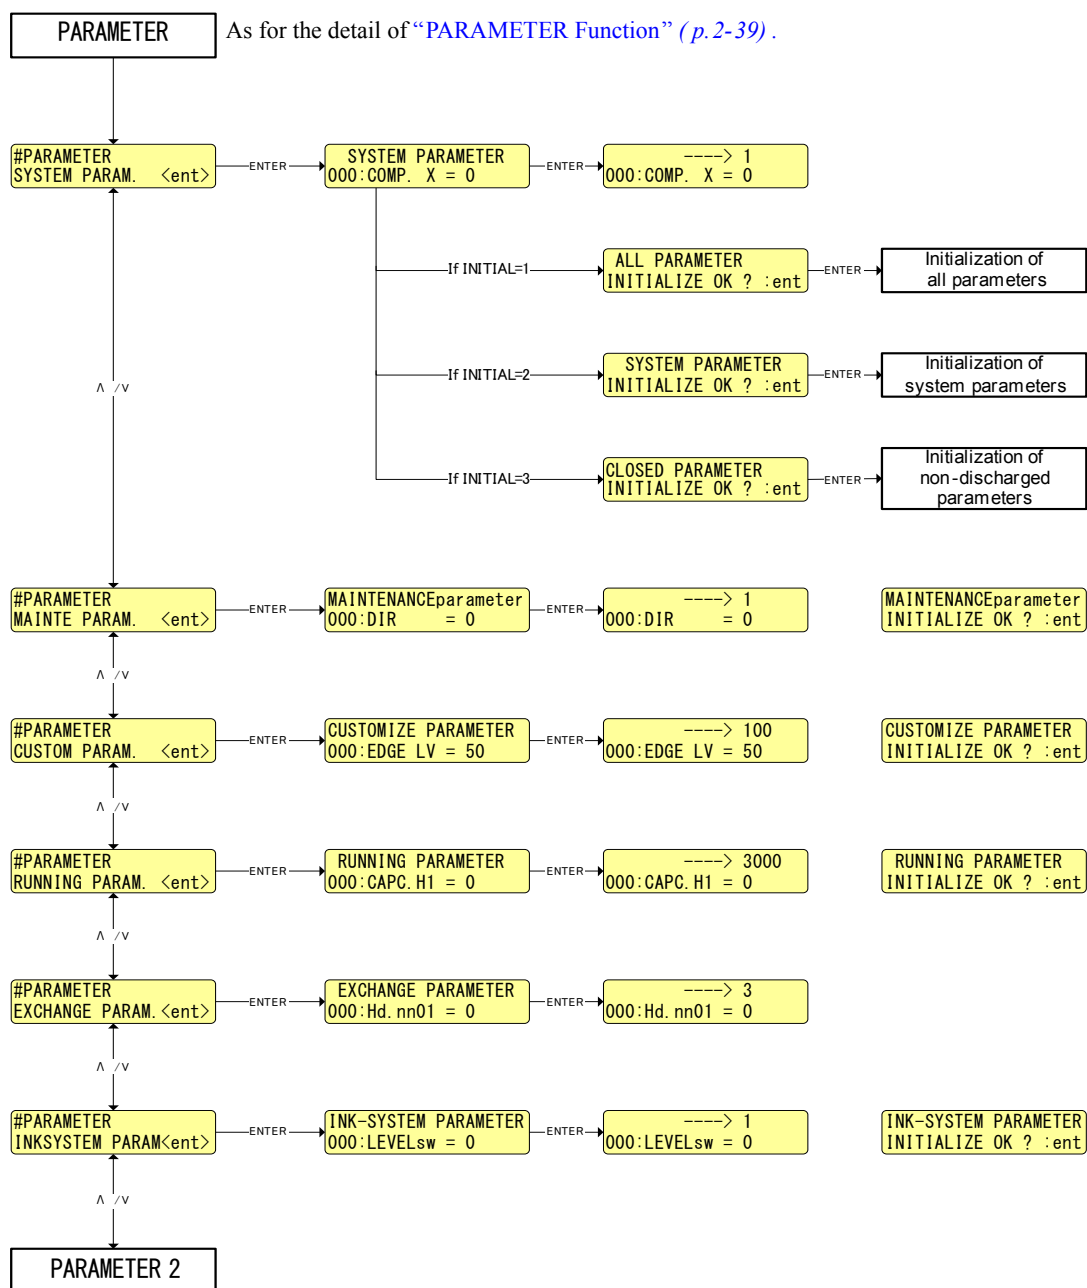 PARAMETER
As for the detail of “PARAMETER Function” ( p.2-39) .
#PARAMETER
SYSTEM PARAM. <ent>
ENTER
SYSTEM PARAMETER
000:COMP. X = 0
ENTER
----> 1
000:COMP. X = 0
If INITIAL=1
ALL PARAMETER
INITIALIZE OK ? :ent
ENTER
Initialization of
all parameters
If INITIAL=2
SYSTEM PARAMETER
INITIALIZE OK ? :ent
ENTER
Initialization of
system parameters
Λ /V
If INITIAL=3
CLOSED PARAMETER
INITIALIZE OK ? :ent
ENTER
Initialization of
non-discharged
parameters
#PARAMETER
MAINTE PARAM. <ent>
ENTER
MAINTENANCEparameter
000:DIR = 0
ENTER
----> 1
000:DIR = 0
MAINTENANCEparameter
INITIALIZE OK ? :ent
Λ /V
#PARAMETER
CUSTOM PARAM. <ent>
ENTER
CUSTOMIZE PARAMETER
000:EDGE LV = 50
ENTER
----> 100
000:EDGE LV = 50
CUSTOMIZE PARAMETER
INITIALIZE OK ? :ent
Λ /V
#PARAMETER
RUNNING PARAM. <ent>
ENTER
RUNNING PARAMETER
000:CAPC.H1 = 0
ENTER
----> 3000
000:CAPC.H1 = 0
RUNNING PARAMETER
INITIALIZE OK ? :ent
Λ /V
#PARAMETER
EXCHANGE PARAM.<ent>
ENTER
EXCHANGE PARAMETER
000:Hd.nn01 = 0
ENTER
----> 3
000:Hd.nn01 = 0
Λ /V
#PARAMETER
INKSYSTEM PARAM<ent>
ENTER
INK-SYSTEM PARAMETER
000:LEVELsw = 0
ENTER
----> 1
000:LEVELsw = 0
INK-SYSTEM PARAMETER
INITIALIZE OK ? :ent
Λ /V
PARAMETER 2